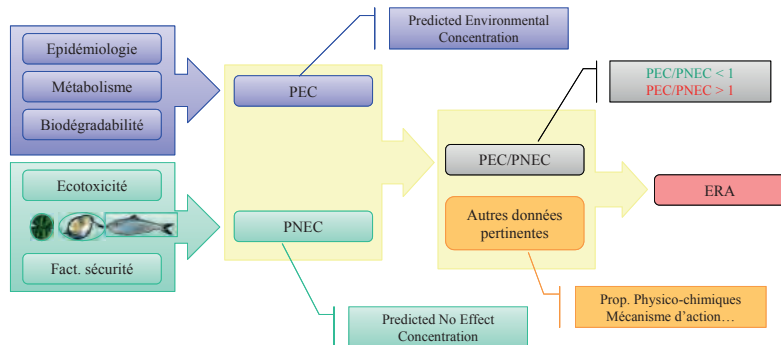 Epidémiologie
Métabolisme
Biodégradabilité
Ecotoxicité
Fact. sécurité
PEC
PNEC
Predicted Environmental
Concentration
Predicted No Effect
Concentration
PEC/PNEC
Autres données
pertinentes
PEC/PNEC < 1
PEC/PNEC > 1
Prop. Physico-chimiques
Mécanisme d'action…
ERA